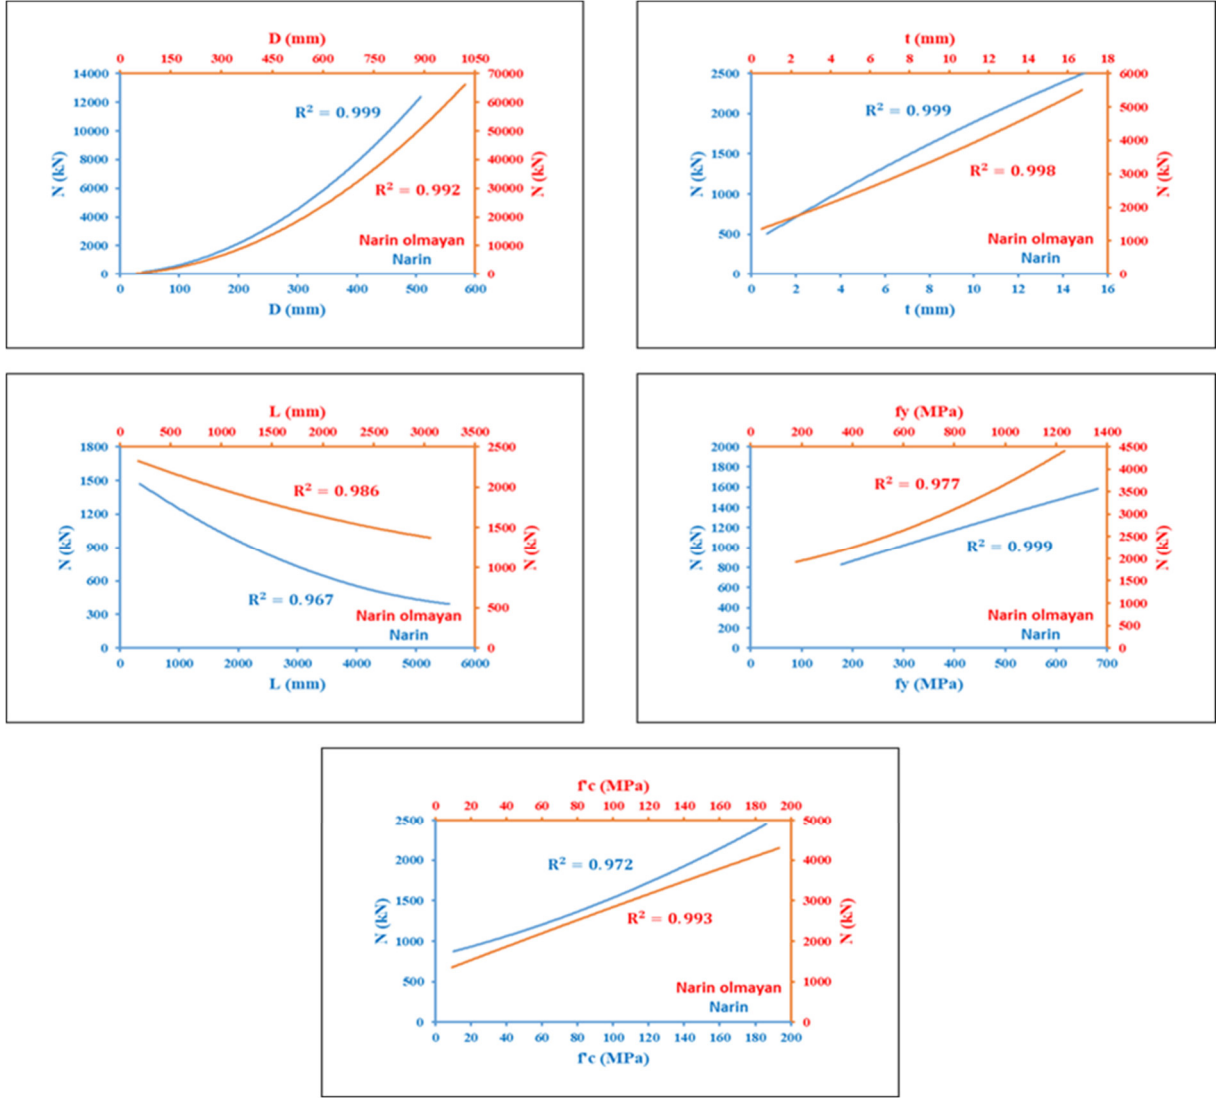 D (mm)
0 150 300 450 600 750 900 1050
14000 70000
12000 60000
10000 50000
8000 40000
6000 30000
4000 20000
2000 10000
0 0
N (kN)
N (kN)
R² = 0.999
R² = 0.992
Narin olmayan
Narin
0 100 200 300 400 500 600
D (mm)
t (mm)
0 2 4 6 8 10 12 14 16 18
2500 6000
2000 5000
1500 4000
1000 3000
500 2000
0 1000
0
N (kN)
N (kN)
R² = 0.999
R² = 0.998
Narin olmayan
Narin
0 2 4 6 8 10 12 14 16
t (mm)
L (mm)
0 500 1000 1500 2000 2500 3000 3500
1800 2500
1500 2000
1200 1500
900 1000
600 500
300 0
0
N (kN)
N (kN)
R² = 0.986
R² = 0.967
Narin olmayan
Narin
0 1000 2000 3000 4000 5000 6000
L (mm)
fy (MPa)
0 200 400 600 800 1000 1200 1400
2000 4500
1800 4000
1600 3500
1400 3000
1200 2500
1000 2000
800 1500
600 1000
400 500
200 0
0
N (kN)
N (kN)
R² = 0.977
R² = 0.999
Narin olmayan
Narin
0 100 200 300 400 500 600 700
fy (MPa)
f'c (MPa)
0 20 40 60 80 100 120 140 160 180 200
2500 5000
2000 4000
1500 3000
1000 2000
500 1000
0 0
N (kN)
N (kN)
R² = 0.972
R² = 0.993
Narin olmayan
Narin
0 20 40 60 80 100 120 140 160 180 200
f'c (MPa)